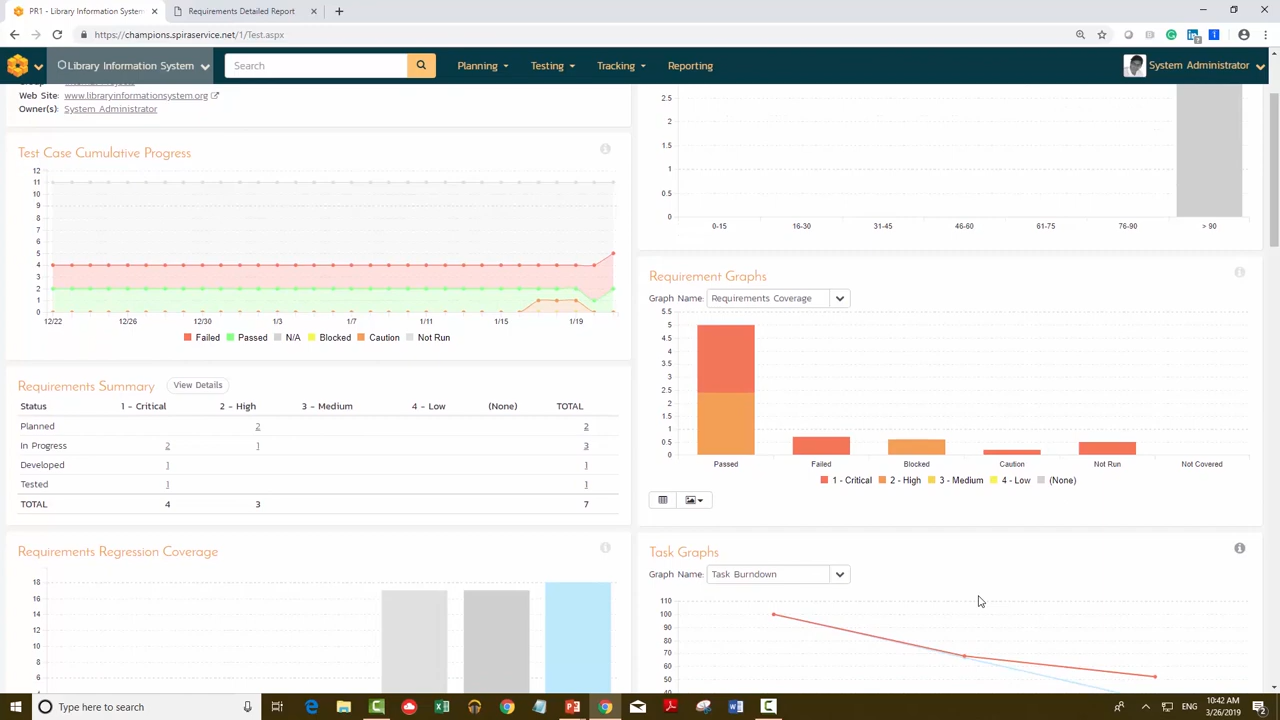 PR1 - Library Information System
Requirements Detailed Report
https://champions.spiraservice.net/1/Test.aspx
Library Information System
Search
Planning
Testing
Tracking
Reporting
System Administrator
Web Site: www.libraryinformationsystem.org
Owner(s): System Administrator
Test Case Cumulative Progress
12
11
10
9
8
7
6
5
4
3
2
1
0
12/22 12/26 12/30 1/3 1/7 1/11 1/15 1/19
Failed Passed N/A Blocked Caution Not Run
Requirements Summary View Details
Status 1 - Critical 2 - High 3 - Medium 4 - Low (None) TOTAL
Planned 2 2
In Progress 2 1 3
Developed 1 1
Tested 1 1
TOTAL 4 3 7
Requirements Regression Coverage
18
16
14
12
10
8
6
2.5
2
1.5
1
0.5
0
0-15 16-30 31-45 46-60 61-75 76-90 > 90
Requirement Graphs
Graph Name: Requirements Coverage
5.5
5
4.5
4
3.5
3
2.5
2
1.5
1
0.5
0
Passed Failed Blocked Caution Not Run Not Covered
1 - Critical 2 - High 3 - Medium 4 - Low (None)
Task Graphs
Graph Name: Task Burndown
110
100
90
80
70
60
50
Type here to search
ENG
10:42 AM
3/26/2019